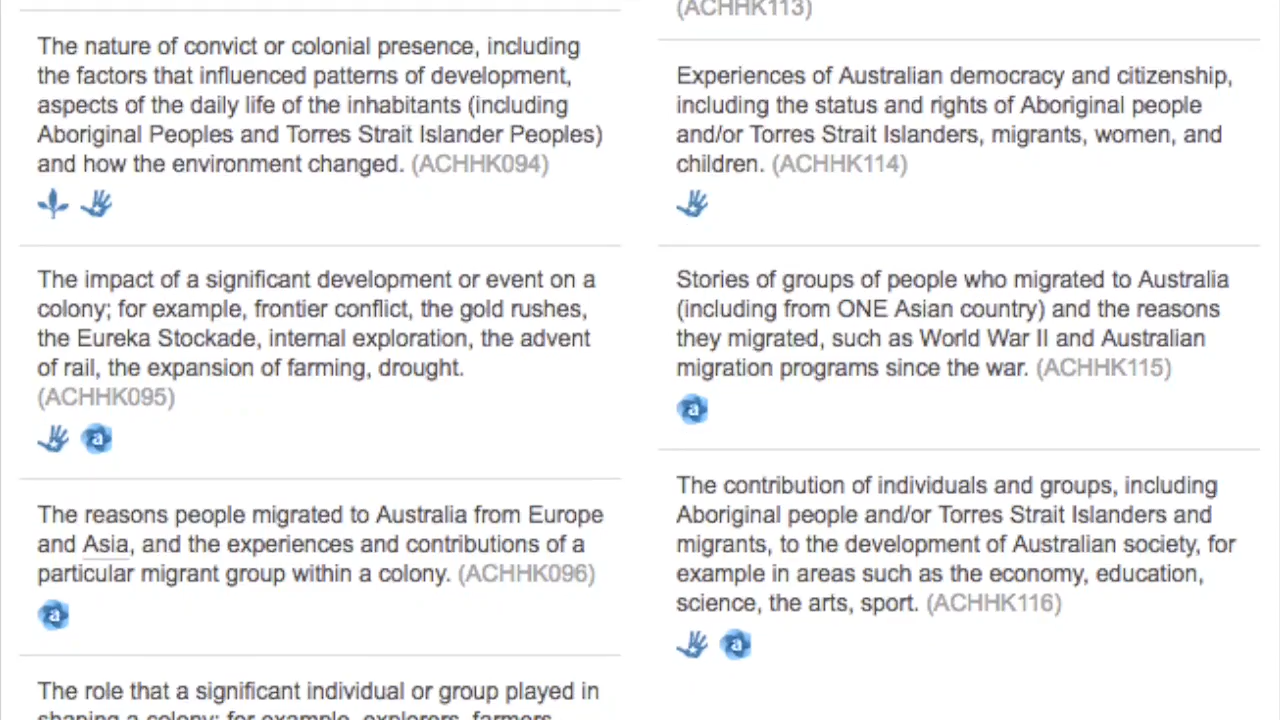 The nature of convict or colonial presence, including
the factors that influenced patterns of development,
aspects of the daily life of the inhabitants (including
Aboriginal Peoples and Torres Strait Islander Peoples)
and how the environment changed. (ACHHK094)
The impact of a significant development or event on a
colony; for example, frontier conflict, the gold rushes,
the Eureka Stockade, internal exploration, the advent
of rail, the expansion of farming, drought.
(ACHHK095)
a
The reasons people migrated to Australia from Europe
and Asia, and the experiences and contributions of a
particular migrant group within a colony. (ACHHK096)
a
The role that a significant individual or group played in
shaping a colony; for example, explorers, farmers,
(ACHHK113)
Experiences of Australian democracy and citizenship,
including the status and rights of Aboriginal people
and/or Torres Strait Islanders, migrants, women, and
children. (ACHHK114)
Stories of groups of people who migrated to Australia
(including from ONE Asian country) and the reasons
they migrated, such as World War II and Australian
migration programs since the war. (ACHHK115)
a
The contribution of individuals and groups, including
Aboriginal people and/or Torres Strait Islanders and
migrants, to the development of Australian society, for
example in areas such as the economy, education,
science, the arts, sport. (ACHHK116)
a